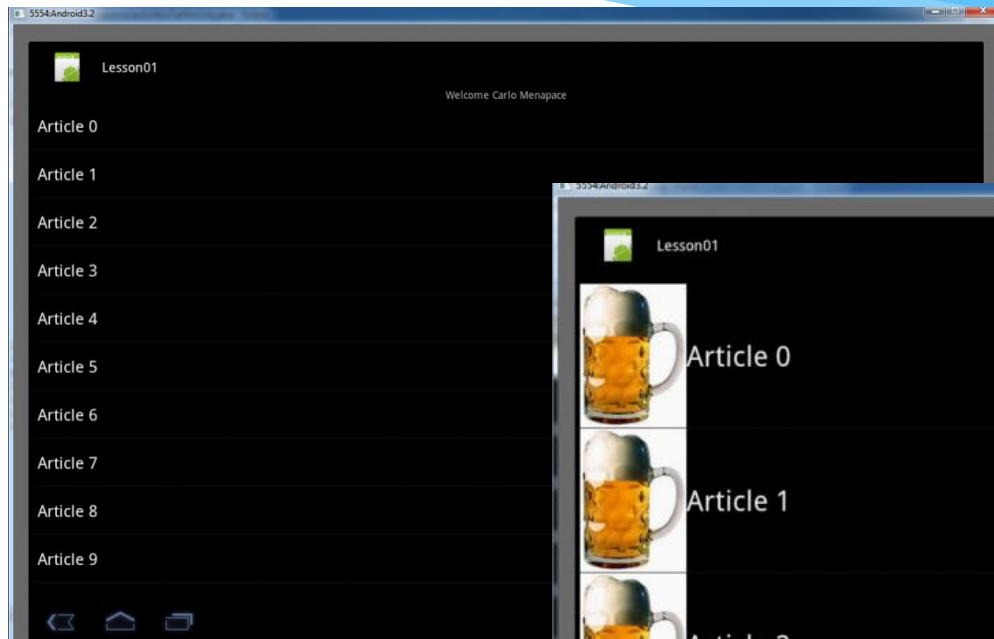 5554:Android3.2
Lesson01
Welcome Carlo Menapace
Article 0
Article 1
Article 2
Article 3
Article 4
Article 5
Article 6
Article 7
Article 8
Article 9
5554:Android3.2
Lesson01
Article 0
Article 1